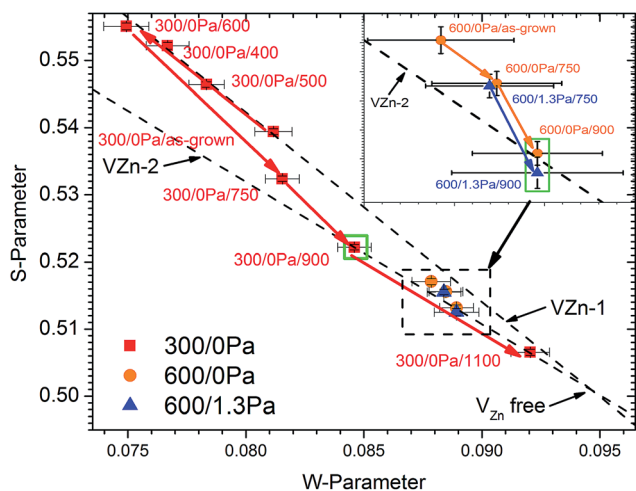 0.55
0.54
0.53
0.52
0.51
0.50
S-Parameter
0.075
0.080
0.085
0.090
0.095
W-Parameter
300/0Pa/600
300/0Pa/400
300/0Pa/500
300/0Pa/as-grown
VZn-2
300/0Pa/750
300/0Pa/900
300/0Pa/1100
VZn-1
VZn free
300/0Pa
600/0Pa
600/1.3Pa
600/0Pa/as-grown
VZn-2
600/0Pa/750
600/1.3Pa/750
600/0Pa/900
600/1.3Pa/900